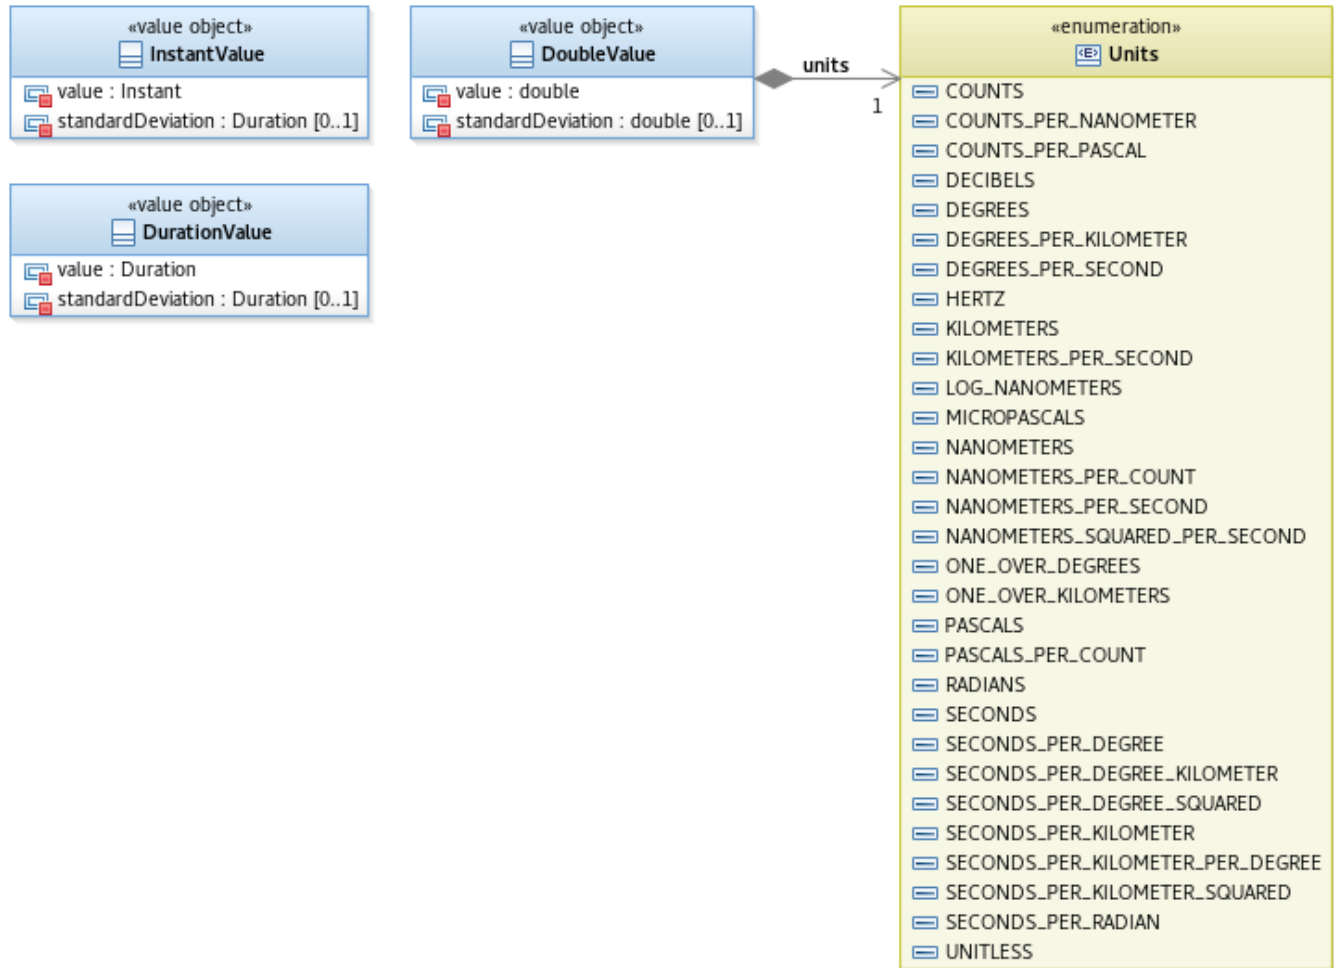 «value object»
InstantValue
value : Instant
standardDeviation : Duration [0..1]
«value object»
DoubleValue
value : double
standardDeviation : double [0..1]
units
1
«value object»
DurationValue
value : Duration
standardDeviation : Duration [0..1]
«enumeration»
<E> Units
COUNTS
COUNTS_PER_NANOMETER
COUNTS_PER_PASCAL
DECIBELS
DEGREES
DEGREES_PER_KILOMETER
DEGREES_PER_SECOND
HERTZ
KILOMETERS
KILOMETERS_PER_SECOND
LOG_NANOMETERS
MICROPASCALS
NANOMETERS
NANOMETERS_PER_COUNT
NANOMETERS_PER_SECOND
NANOMETERS_SQUARED_PER_SECOND
ONE_OVER_DEGREES
ONE_OVER_KILOMETERS
PASCALS
PASCALS_PER_COUNT
RADIANS
SECONDS
SECONDS_PER_DEGREE
SECONDS_PER_DEGREE_KILOMETER
SECONDS_PER_DEGREE_SQUARED
SECONDS_PER_KILOMETER
SECONDS_PER_KILOMETER_PER_DEGREE
SECONDS_PER_KILOMETER_SQUARED
SECONDS_PER_RADIAN
UNITLESS